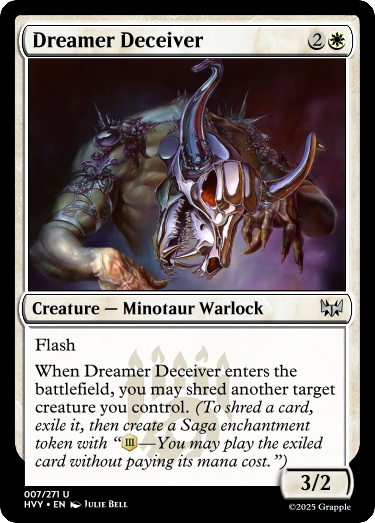 Dreamer Deceiver
2
Creature — Minotaur Warlock
Flash
When Dreamer Deceiver enters the
battlefield, you may shred another target
creature you control. (To shred a card,
exile it, then create a Saga enchantment
token with “III—You may play the exiled
card without paying its mana cost.”)
3/2
007/271 U
HVY • EN Julie Bell
©2025 Grapple